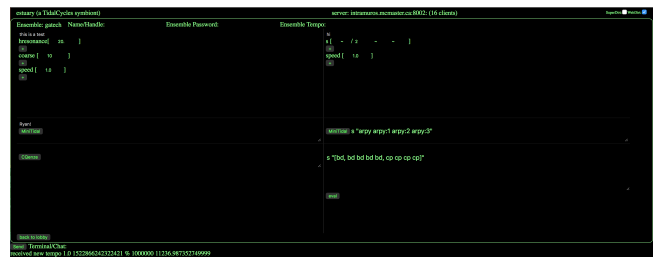 estuary (a TidalCycles symbiont)
server: intramuros.mcmaster.ca:8002: (16 clients)
SuperDirt WebDirt
Ensemble: gatech Name/Handle: Ensemble Password: Ensemble Tempo:
this is a test
hresonance[ 20. ]
+
coarse [ 10 ]
+
speed [ 1.0 ]
+
hi
s [ ~ / 2 ~ ~ ]
+
speed [ 1.0 ]
+
Ryan!
MiniTidal
MiniTidal s "arpy arpy:1 arpy:2 arpy:3"
CQenze
s "[bd, bd bd bd bd, cp cp cp cp]"
eval
back to lobby
Send Terminal/Chat:
received new tempo 1.0 1522866242322421 % 1000000 11236.987352749999